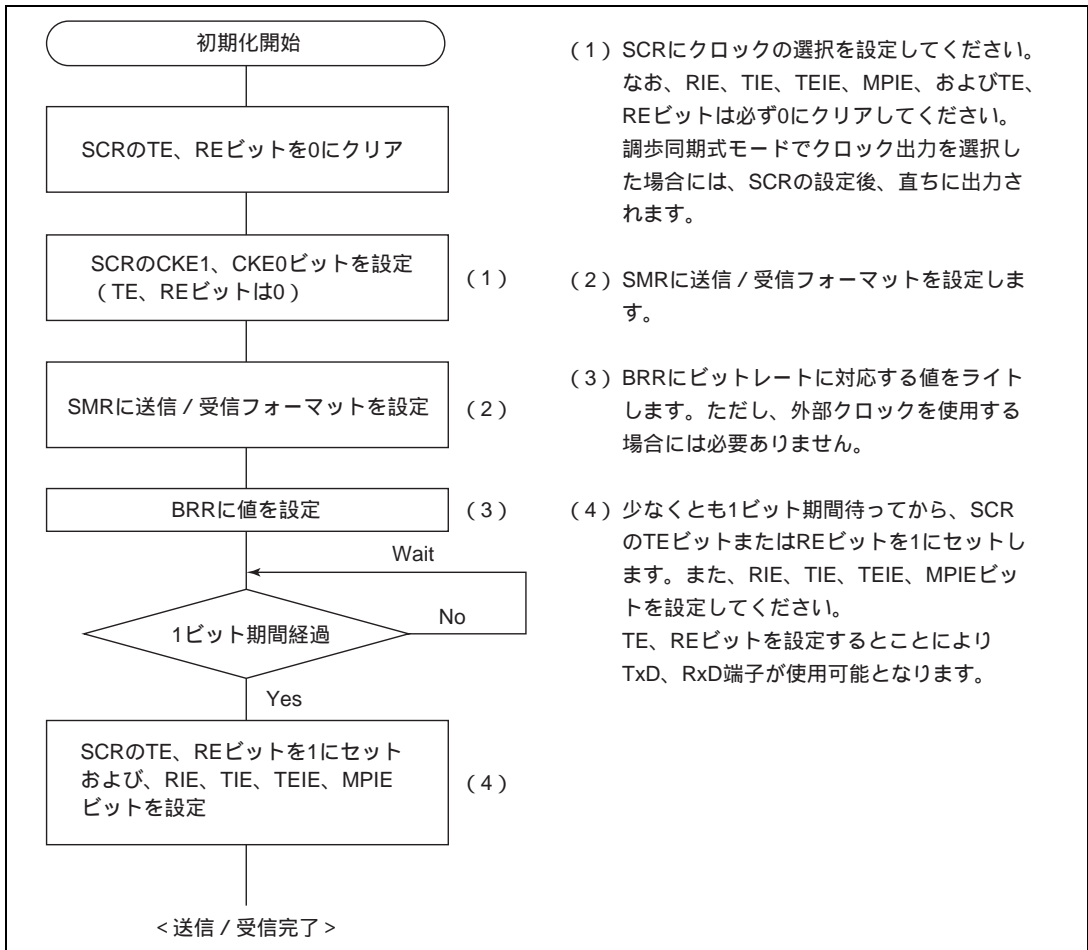 初期化開始
SCRのTE、REビットを0にクリア
SCRのCKE1、CKE0ビットを設定
(TE、REビットは0)
(1)
SMRに送信/受信フォーマットを設定
(2)
BRRに値を設定
(3)
Wait
1ビット期間経過
No
Yes
SCRのTE、REビットを1にセット
および、RIE、TIE、TEIE、MPIE
ビットを設定
(4)
<送信/受信完了>
(1)SCRにクロックの選択を設定してください。
なお、RIE、TIE、TEIE、MPIE、およびTE、
REビットは必ず0にクリアしてください。
調歩同期式モードでクロック出力を選択し
た場合には、SCRの設定後、直ちに出力さ
れます。
(2)SMRに送信/受信フォーマットを設定しま
す。
(3)BRRにビットレートに対応する値をライト
します。ただし、外部クロックを使用する
場合には必要ありません。
(4)少なくとも1ビット期間待ってから、SCR
のTEビットまたはREビットを1にセットし
ます。また、RIE、TIE、TEIE、MPIEビッ
トを設定してください。
TE、REビットを設定するとことにより
TxD、RxD端子が使用可能となります。